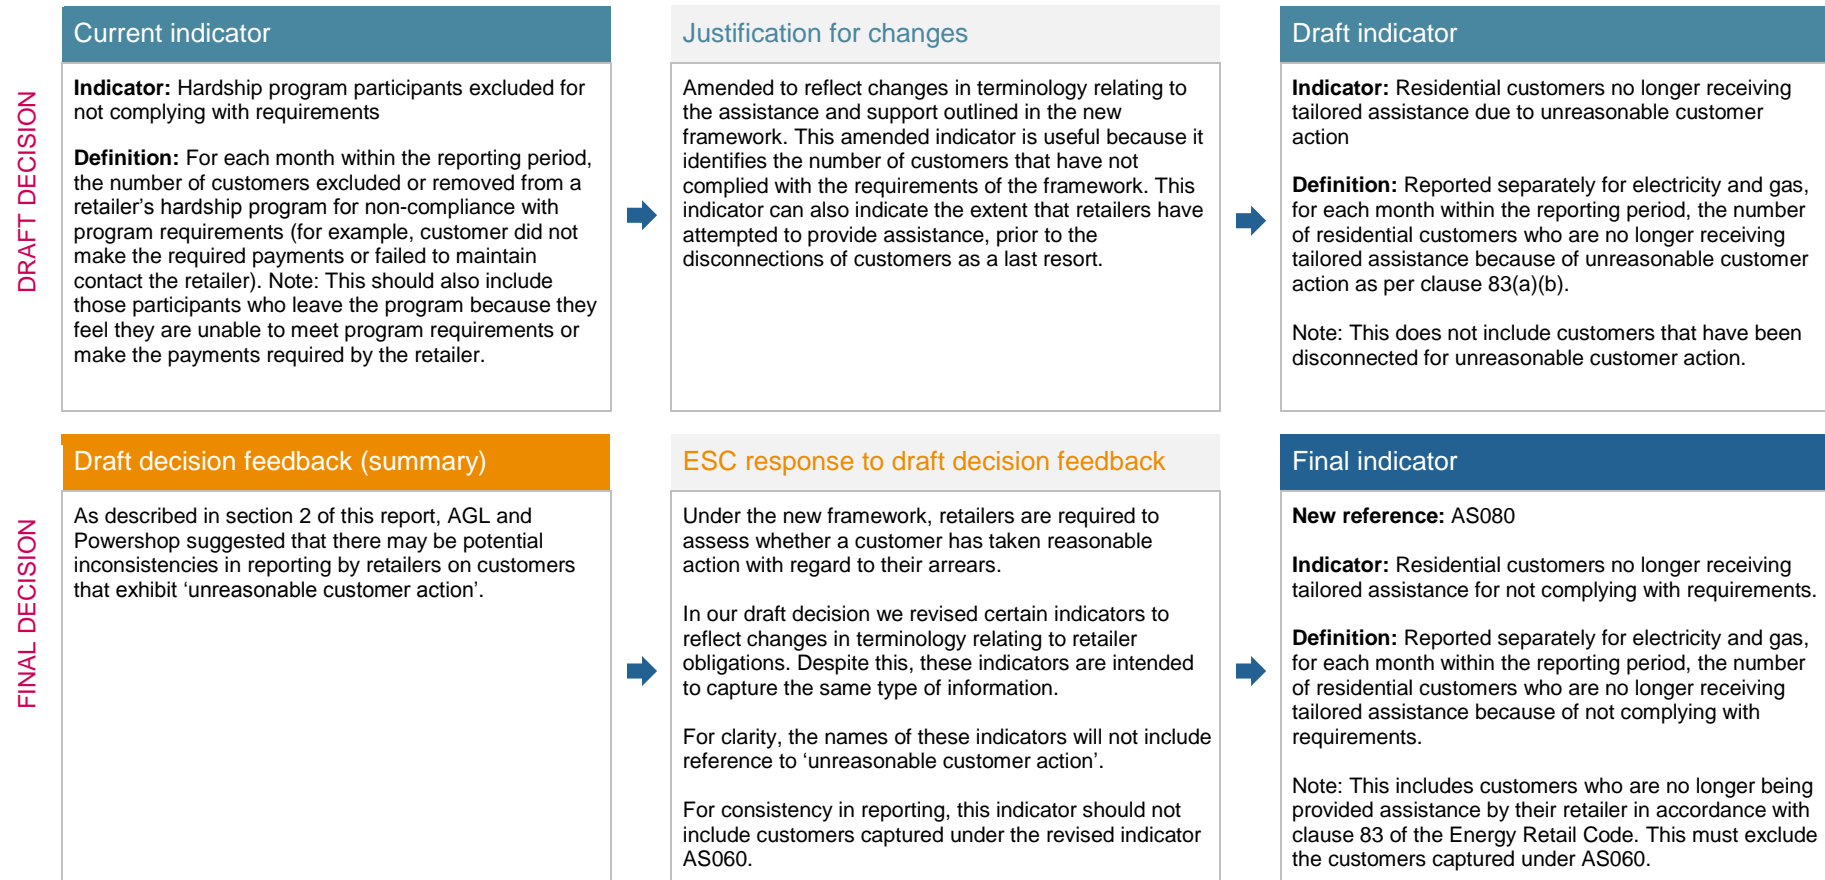 DRAFT DECISION
Current indicator
Indicator: Hardship program participants excluded for
not complying with requirements
Definition: For each month within the reporting period,
the number of customers excluded or removed from a
retailer's hardship program for non-compliance with
program requirements (for example, customer did not
make the required payments or failed to maintain
contact the retailer). Note: This should also include
those participants who leave the program because they
feel they are unable to meet program requirements or
make the payments required by the retailer.
Justification for changes
Amended to reflect changes in terminology relating to
the assistance and support outlined in the new
framework. This amended indicator is useful because it
identifies the number of customers that have not
complied with the requirements of the framework. This
indicator can also indicate the extent that retailers have
attempted to provide assistance, prior to the
disconnections of customers as a last resort.
Draft indicator
Indicator: Residential customers no longer receiving
tailored assistance due to unreasonable customer
action
Definition: Reported separately for electricity and gas,
for each month within the reporting period, the number
of residential customers who are no longer receiving
tailored assistance because of unreasonable customer
action as per clause 83(a)(b).
Note: This does not include customers that have been
disconnected for unreasonable customer action.
FINAL DECISION
Draft decision feedback (summary)
As described in section 2 of this report, AGL and
Powershop suggested that there may be potential
inconsistencies in reporting by retailers on customers
that exhibit ‘unreasonable customer action’.
ESC response to draft decision feedback
Under the new framework, retailers are required to
assess whether a customer has taken reasonable
action with regard to their arrears.
In our draft decision we revised certain indicators to
reflect changes in terminology relating to retailer
obligations. Despite this, these indicators are intended
to capture the same type of information.
For clarity, the names of these indicators will not include
reference to ‘unreasonable customer action’.
For consistency in reporting, this indicator should not
include customers captured under the revised indicator
AS060.
Final indicator
New reference: AS080
Indicator: Residential customers no longer receiving
tailored assistance for not complying with requirements.
Definition: Reported separately for electricity and gas,
for each month within the reporting period, the number
of residential customers who are no longer receiving
tailored assistance because of not complying with
requirements.
Note: This includes customers who are no longer being
provided assistance by their retailer in accordance with
clause 83 of the Energy Retail Code. This must exclude
the customers captured under AS060.